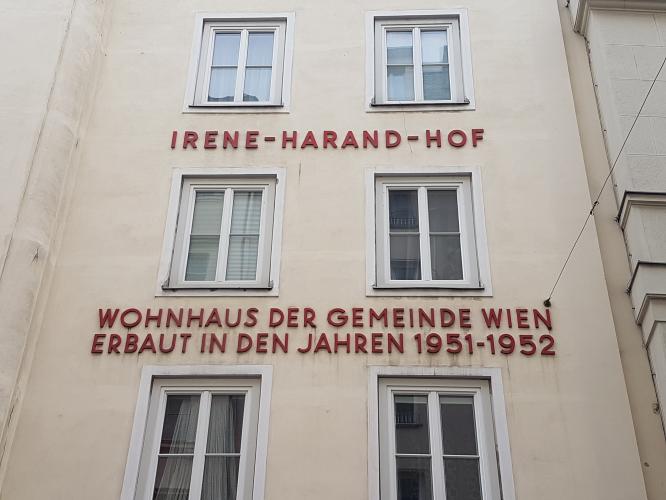 IRENE-HARAND-HOF
WOHNHAUS DER GEMEINDE WIEN
ERBAUT IN DEN JAHREN 1951-1952